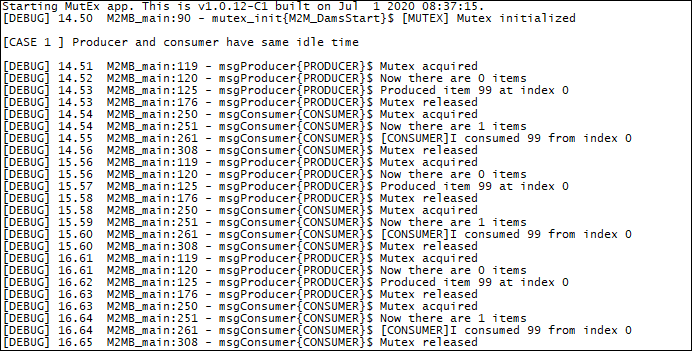 Starting MutEx app. This is v1.0.12-C1 built on Jul  1 2020 08:37:15.
[DEBUG] 14.50  M2MB_main:90 - mutex_init{M2M_DamsStart}$ [MUTEX] Mutex initialized
[CASE 1 ] Producer and consumer have same idle time
[DEBUG] 14.51  M2MB_main:119 - msgProducer{PRODUCER}$ Mutex acquired
[DEBUG] 14.52  M2MB_main:120 - msgProducer{PRODUCER}$ Now there are 0 items
[DEBUG] 14.53  M2MB_main:125 - msgProducer{PRODUCER}$ Produced item 99 at index 0
[DEBUG] 14.53  M2MB_main:176 - msgProducer{PRODUCER}$ Mutex released
[DEBUG] 14.54  M2MB_main:250 - msgConsumer{CONSUMER}$ Mutex acquired
[DEBUG] 14.54  M2MB_main:251 - msgConsumer{CONSUMER}$ Now there are 1 items
[DEBUG] 14.55  M2MB_main:261 - msgConsumer{CONSUMER}$ [CONSUMER]I consumed 99 from index 0
[DEBUG] 14.56  M2MB_main:308 - msgConsumer{CONSUMER}$ Mutex released
[DEBUG] 15.56  M2MB_main:119 - msgProducer{PRODUCER}$ Mutex acquired
[DEBUG] 15.56  M2MB_main:120 - msgProducer{PRODUCER}$ Now there are 0 items
[DEBUG] 15.57  M2MB_main:125 - msgProducer{PRODUCER}$ Produced item 99 at index 0
[DEBUG] 15.58  M2MB_main:176 - msgProducer{PRODUCER}$ Mutex released
[DEBUG] 15.58  M2MB_main:250 - msgConsumer{CONSUMER}$ Mutex acquired
[DEBUG] 15.59  M2MB_main:251 - msgConsumer{CONSUMER}$ Now there are 1 items
[DEBUG] 15.60  M2MB_main:261 - msgConsumer{CONSUMER}$ [CONSUMER]I consumed 99 from index 0
[DEBUG] 15.60  M2MB_main:308 - msgConsumer{CONSUMER}$ Mutex released
[DEBUG] 16.61  M2MB_main:119 - msgProducer{PRODUCER}$ Mutex acquired
[DEBUG] 16.61  M2MB_main:120 - msgProducer{PRODUCER}$ Now there are 0 items
[DEBUG] 16.62  M2MB_main:125 - msgProducer{PRODUCER}$ Produced item 99 at index 0
[DEBUG] 16.63  M2MB_main:176 - msgProducer{PRODUCER}$ Mutex released
[DEBUG] 16.63  M2MB_main:250 - msgConsumer{CONSUMER}$ Mutex acquired
[DEBUG] 16.64  M2MB_main:251 - msgConsumer{CONSUMER}$ Now there are 1 items
[DEBUG] 16.64  M2MB_main:261 - msgConsumer{CONSUMER}$ [CONSUMER]I consumed 99 from index 0
[DEBUG] 16.65  M2MB_main:308 - msgConsumer{CONSUMER}$ Mutex released